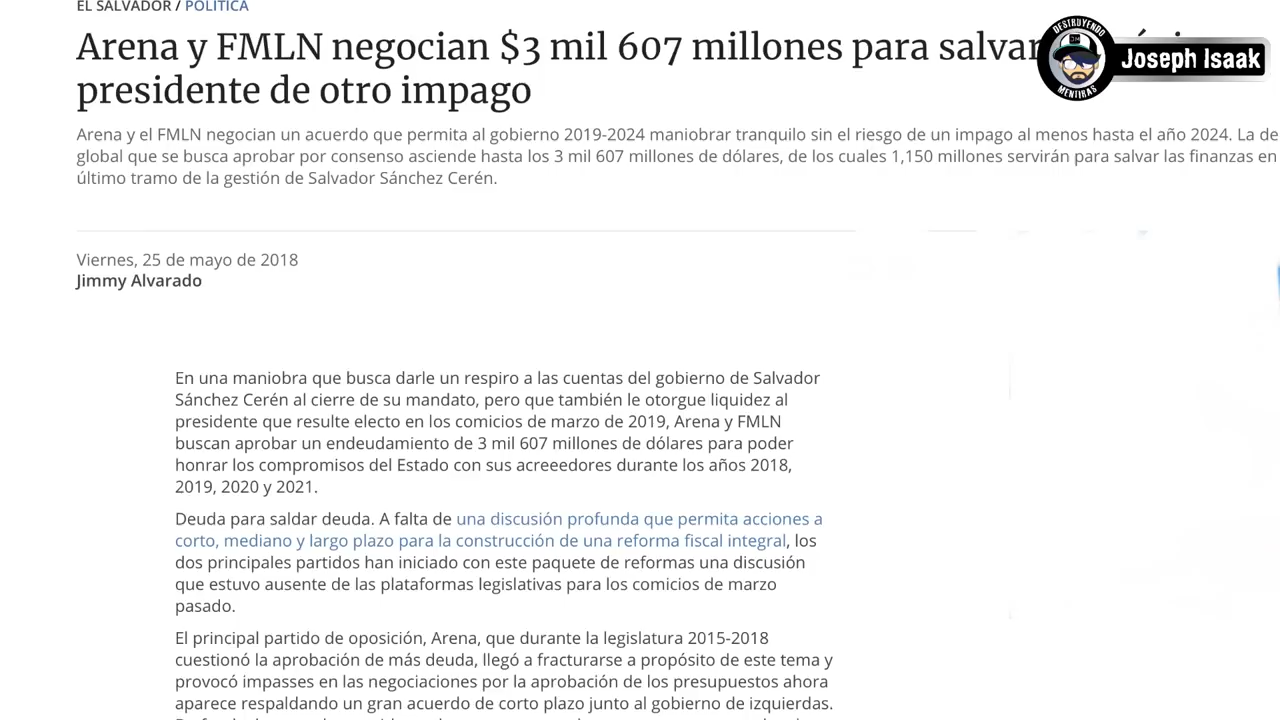 EL SALVADOR / POLÍTICA
Arena y FMLN negocian $3 mil 607 millones para salvar
presidente de otro impago
DESTRUYENDO
MENTIRAS
Joseph Isaak
Arena y el FMLN negocian un acuerdo que permita al gobierno 2019-2024 maniobrar tranquilo sin el riesgo de un impago al menos hasta el año 2024. La de
global que se busca aprobar por consenso asciende hasta los 3 mil 607 millones de dólares, de los cuales 1,150 millones servirán para salvar las finanzas en
último tramo de la gestión de Salvador Sánchez Cerén.
Viernes, 25 de mayo de 2018
Jimmy Alvarado
En una maniobra que busca darle un respiro a las cuentas del gobierno de Salvador
Sánchez Cerén al cierre de su mandato, pero que también le otorgue liquidez al
presidente que resulte electo en los comicios de marzo de 2019, Arena y FMLN
buscan aprobar un endeudamiento de 3 mil 607 millones de dólares para poder
honrar los compromisos del Estado con sus acreeedores durante los años 2018,
2019, 2020 y 2021.
Deuda para saldar deuda. A falta de una discusión profunda que permita acciones a
corto, mediano y largo plazo para la construcción de una reforma fiscal integral, los
dos principales partidos han iniciado con este paquete de reformas una discusión
que estuvo ausente de las plataformas legislativas para los comicios de marzo
pasado.
El principal partido de oposición, Arena, que durante la legislatura 2015-2018
cuestionó la aprobación de más deuda, llegó a fracturarse a propósito de este tema y
provocó impasses en las negociaciones por la aprobación de los presupuestos ahora
aparece respaldando un gran acuerdo de corto plazo junto al gobierno de izquierdas.